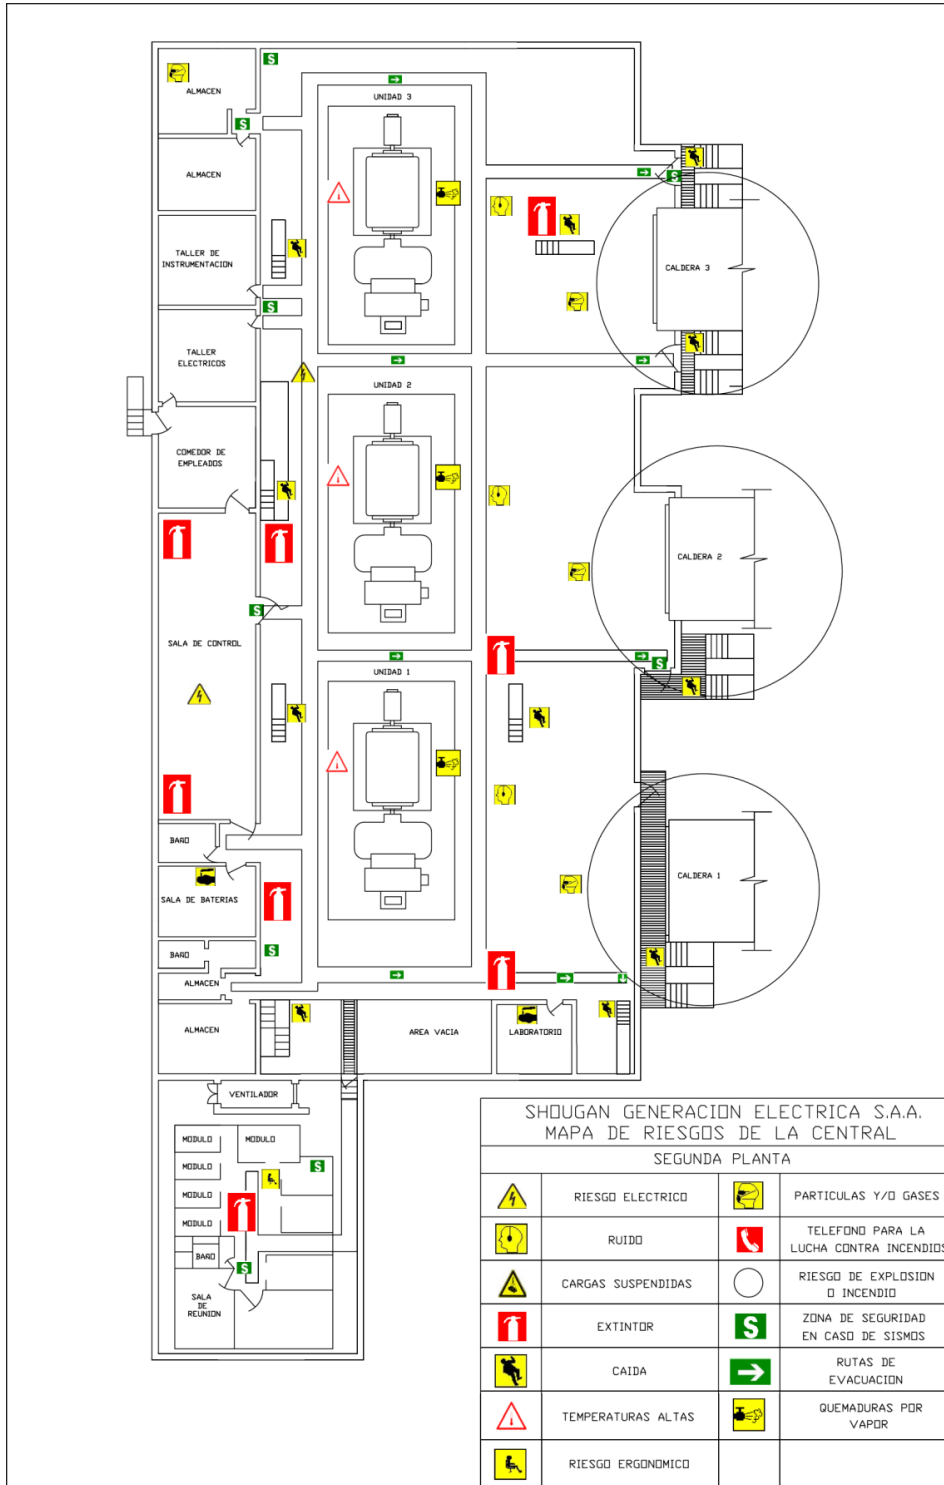 ALMACEN
UNIDAD 3
ALMACEN
TALLER DE
INSTRUMENTACION
CALDERA 3
TALLER
ELECTRICOS
UNIDAD 2
COMEDOR DE
EMPLEADOS
CALDERA 2
SALA DE CONTROL
UNIDAD 1
BAÑO
CALDERA 1
SALA DE BATERIAS
BAÑO
ALMACEN
ALMACEN
AREA VACIA
LABORATORIO
VENTILADOR
MODULO
MODULO
MODULO
MODULO
MODULO
BAÑO
SALA
DE
REUNION
SHOUGAN GENERACION ELECTRICA S.A.A.
MAPA DE RIESGOS DE LA CENTRAL
SEGUNDA PLANTA
RIESGO ELECTRICO
PARTICULAS Y/O GASES
RUIDO
TELEFONO PARA LA
LUCHA CONTRA INCENDIOS
CARGAS SUSPENDIDAS
RIESGO DE EXPLOSION
O INCENDIO
EXTINTOR
S
ZONA DE SEGURIDAD
EN CASO DE SISMOS
CAIDA
RUTAS DE
EVACUACION
TEMPERATURAS ALTAS
QUEMADURAS POR
VAPOR
RIESGO ERGONOMICO